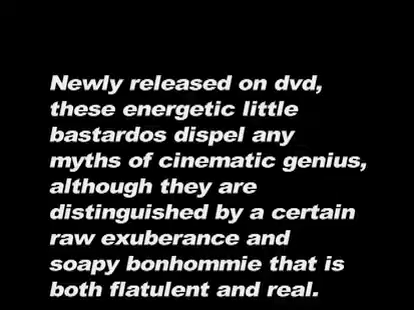 Newly released on dvd,
these energetic little
bastardos dispel any
myths of cinematic genius,
although they are
distinguished by a certain
raw exuberance and
soapy bonhommie that is
both flatulent and real.